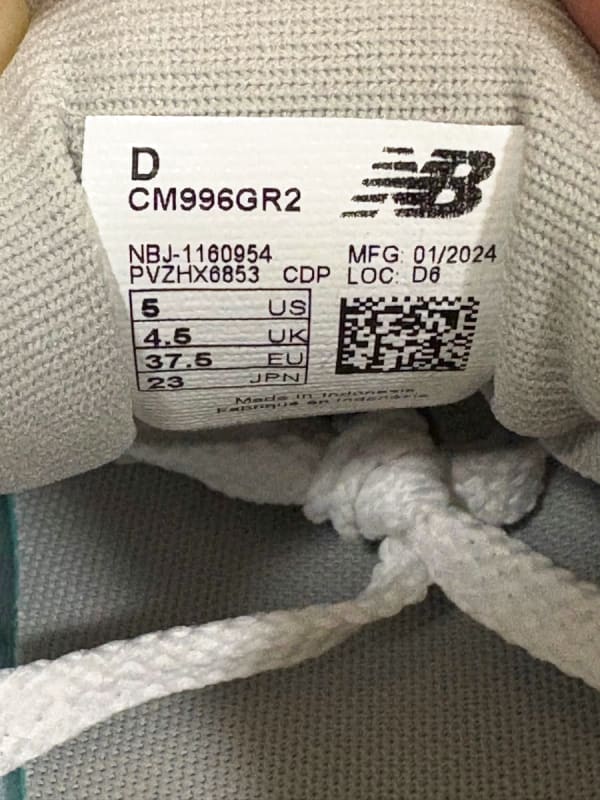 D
CM996GR2
NB
NBJ-1160954 MFG: 01/2024
PVZHX6853 CDP LOC: D6
5 US
4.5 UK
37.5 EU
23 JPN
Made in Indonesia
Fabriqué en Indonésie